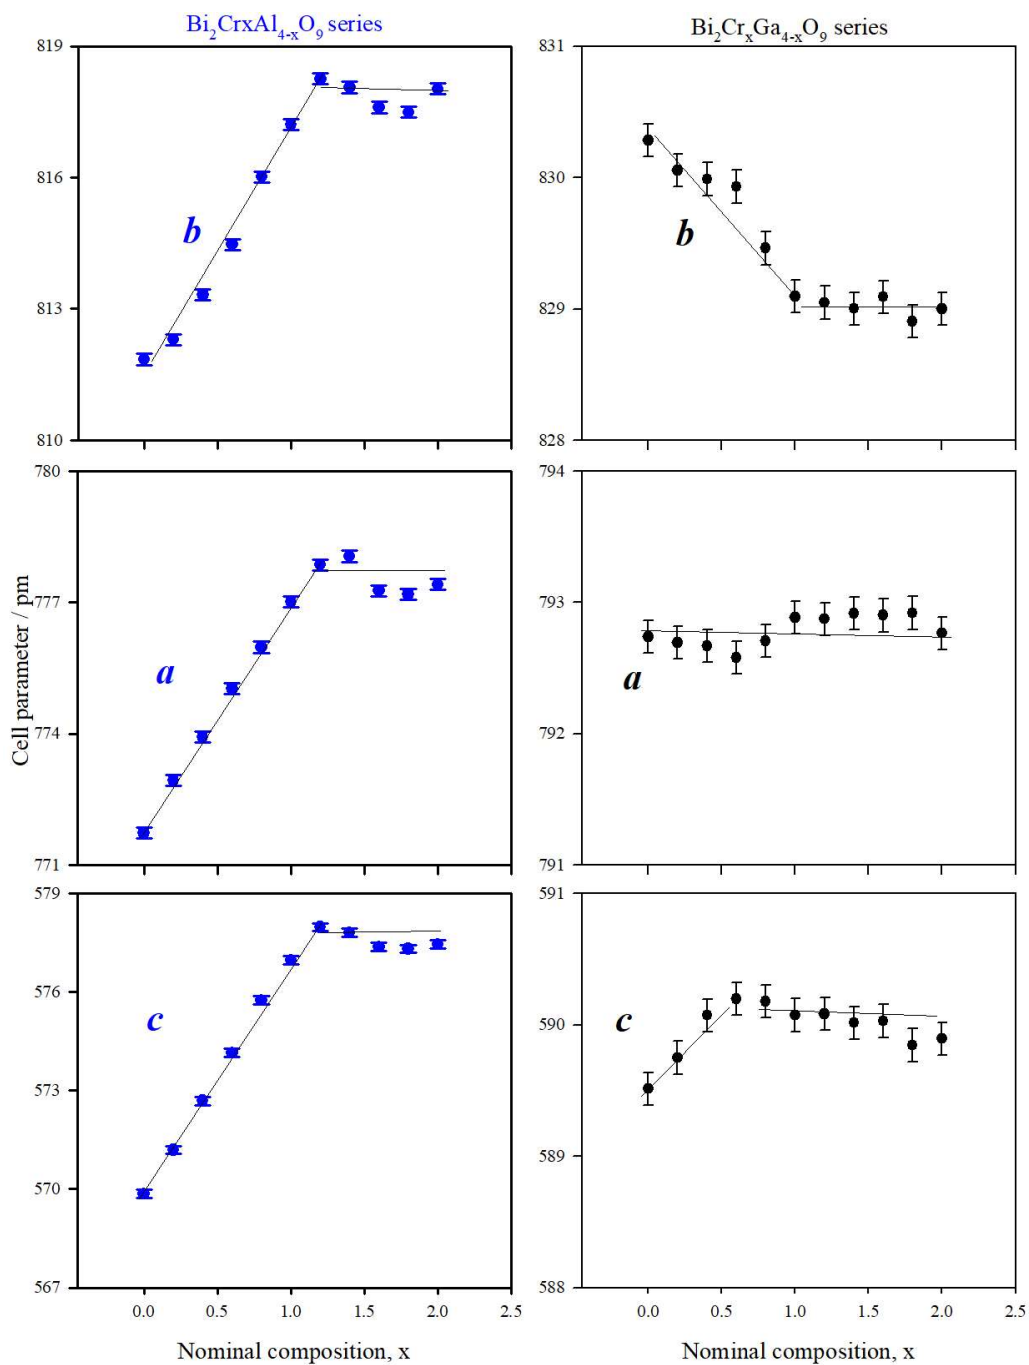 Bi₂CrxAl₄₋ₓO₉ series
Bi₂CrₓGa₄₋ₓO₉ series
819
816
813
810
b
831
830
829
828
b
Cell parameter / pm
780
777
774
771
a
794
793
792
791
a
579
576
573
570
567
c
591
590
589
588
c
0.0 0.5 1.0 1.5 2.0 2.5
0.0 0.5 1.0 1.5 2.0 2.5
Nominal composition, x
Nominal composition, x